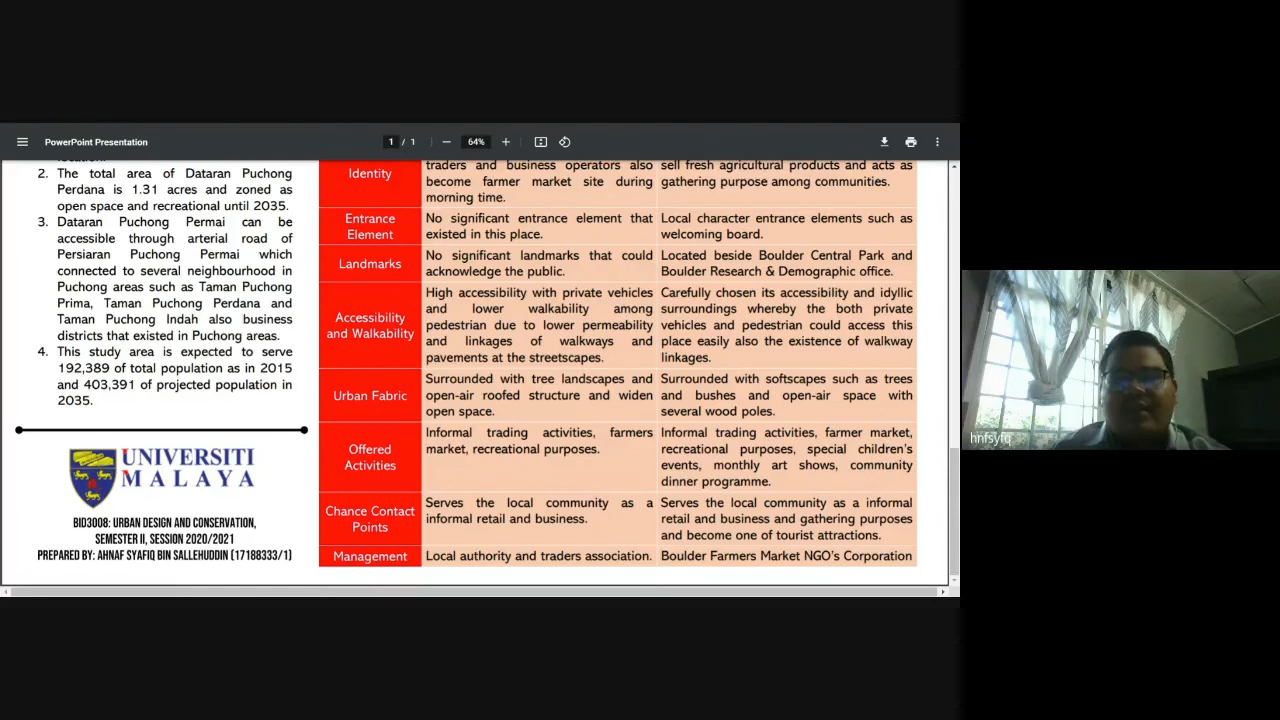 PowerPoint Presentation
1 / 1
64%
location.
2. The total area of Dataran Puchong
Perdana is 1.31 acres and zoned as
open space and recreational until 2035.
3. Dataran Puchong Permai can be
accessible through arterial road of
Persiaran Puchong Permai which
connected to several neighbourhood in
Puchong areas such as Taman Puchong
Prima, Taman Puchong Perdana and
Taman Puchong Indah also business
districts that existed in Puchong areas.
4. This study area is expected to serve
192,389 of total population as in 2015
and 403,391 of projected population in
2035.
UNIVERSITI
MALAYA
BID3008: URBAN DESIGN AND CONSERVATION,
SEMESTER II, SESSION 2020/2021
PREPARED BY: AHNAF SYAFIQ BIN SALLEHUDDIN (17188333/1)
Identity
traders and business operators also
become farmer market site during
morning time.
sell fresh agricultural products and acts as
gathering purpose among communities.
Entrance
Element
No significant entrance element that
existed in this place.
Local character entrance elements such as
welcoming board.
Landmarks
No significant landmarks that could
acknowledge the public.
Located beside Boulder Central Park and
Boulder Research & Demographic office.
Accessibility
and Walkability
High accessibility with private vehicles
and lower walkability among
pedestrian due to lower permeability
and linkages of walkways and
pavements at the streetscapes.
Carefully chosen its accessibility and idyllic
surroundings whereby the both private
vehicles and pedestrian could access this
place easily also the existence of walkway
linkages.
Urban Fabric
Surrounded with tree landscapes and
open-air roofed structure and widen
open space.
Surrounded with softscapes such as trees
and bushes and open-air space with
several wood poles.
Offered
Activities
Informal trading activities, farmers
market, recreational purposes.
Informal trading activities, farmer market,
recreational purposes, special children's
events, monthly art shows, community
dinner programme.
Chance Contact
Points
Serves the local community as a
informal retail and business.
Serves the local community as a informal
retail and business and gathering purposes
and become one of tourist attractions.
Management
Local authority and traders association.
Boulder Farmers Market NGO's Corporation
hnfsyfq